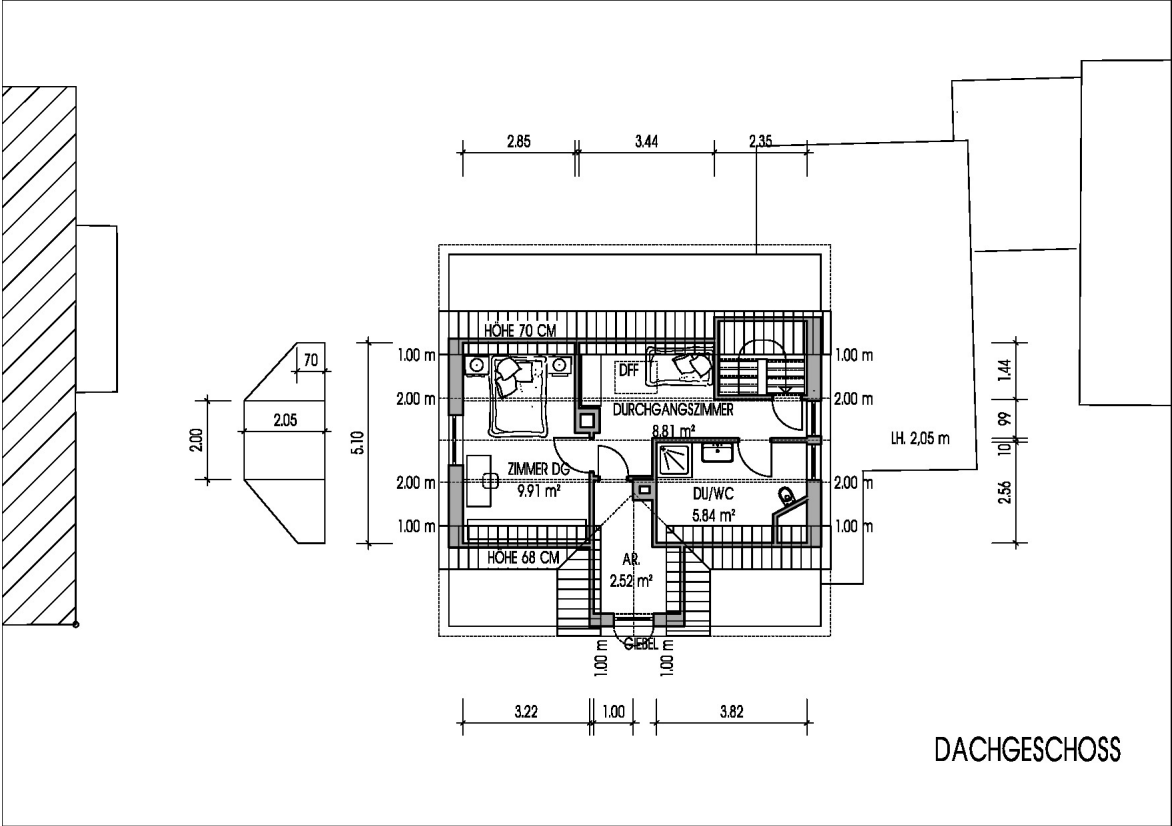 2.85
3.44
2.35
HÖHE 70 CM
1.00 m
1.00 m
70
DFF
1.44
2.00 m
2.00 m
DURCHGANGSZIMMER
8.81 m²
99
2.05
2.00
5.10
LH. 2,05 m
10
ZIMMER DG
9.91 m²
2.00 m
2.00 m
DU/WC
5.84 m²
2.56
1.00 m
1.00 m
HÖHE 68 CM
AR.
2.52 m²
GIEBEL
1.00 m
1.00 m
3.22
1.00
3.82
DACHGESCHOSS